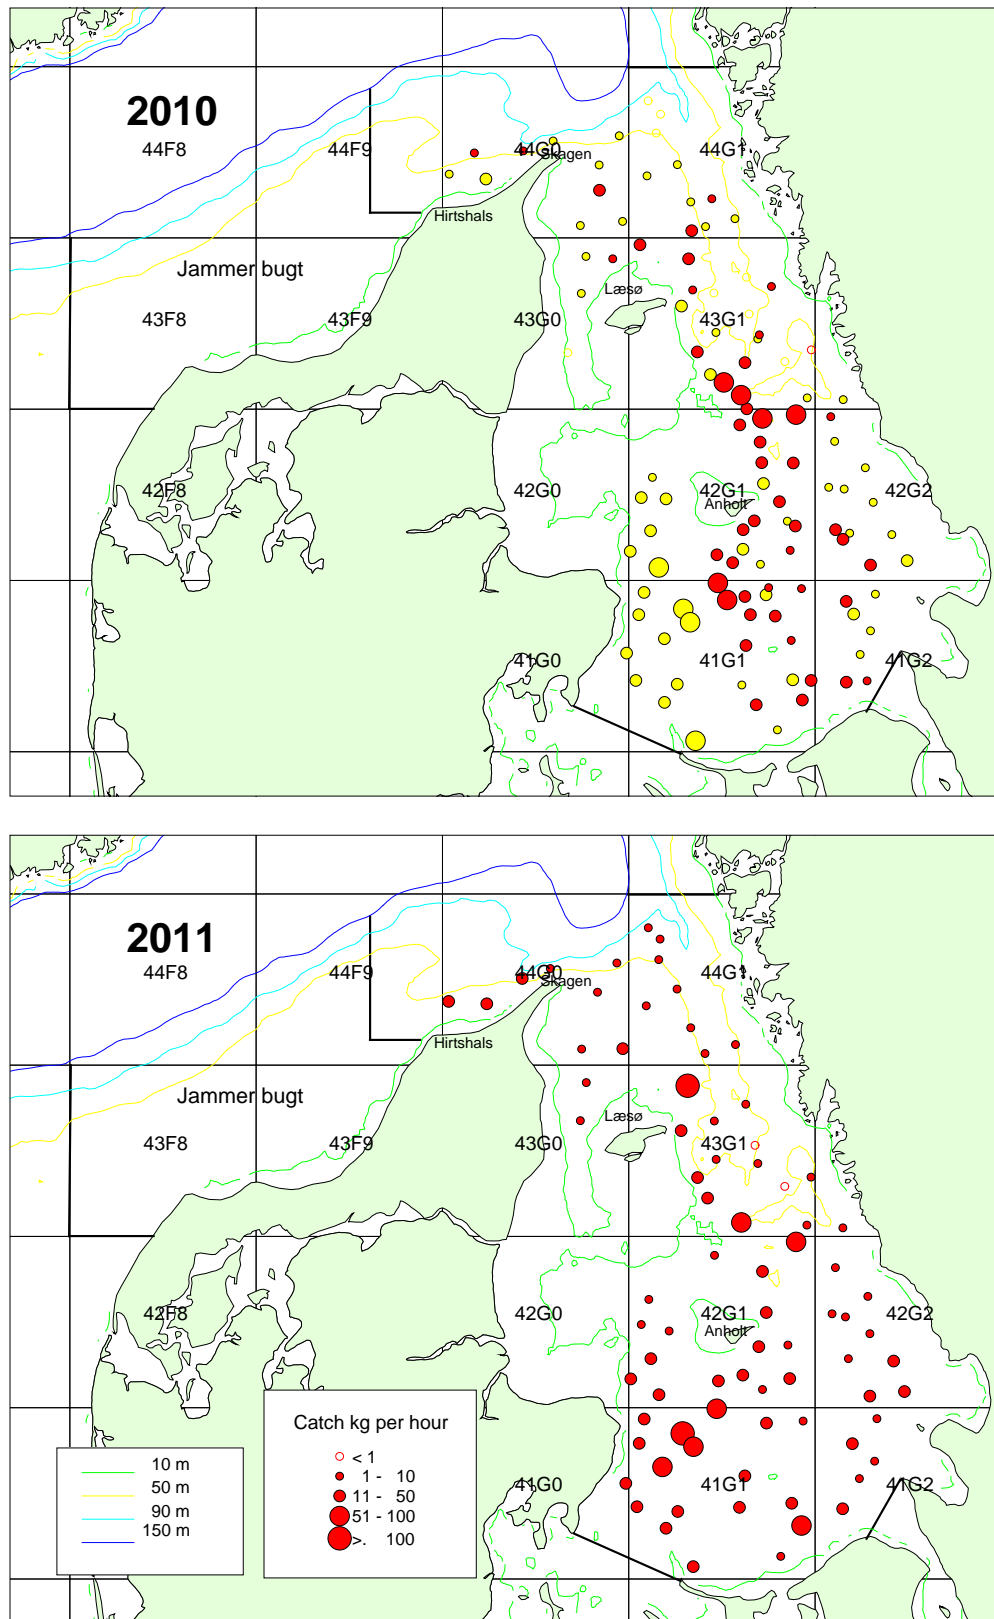 2010
44F8
44F9
44G0
44G1
Skagen
Hirtshals
Jammer bugt
Læsø
43F8
43F9
43G0
43G1
42F8
42G0
42G1
42G2
Anholt
41G0
41G1
41G2
2011
44F8
44F9
44G0
44G1
Skagen
Hirtshals
Jammer bugt
Læsø
43F8
43F9
43G0
43G1
42F8
42G0
42G1
42G2
Anholt
Catch kg per hour
< 1
1 - 10
11 - 50
51 - 100
>. 100
10 m
50 m
90 m
150 m
41G0
41G1
41G2